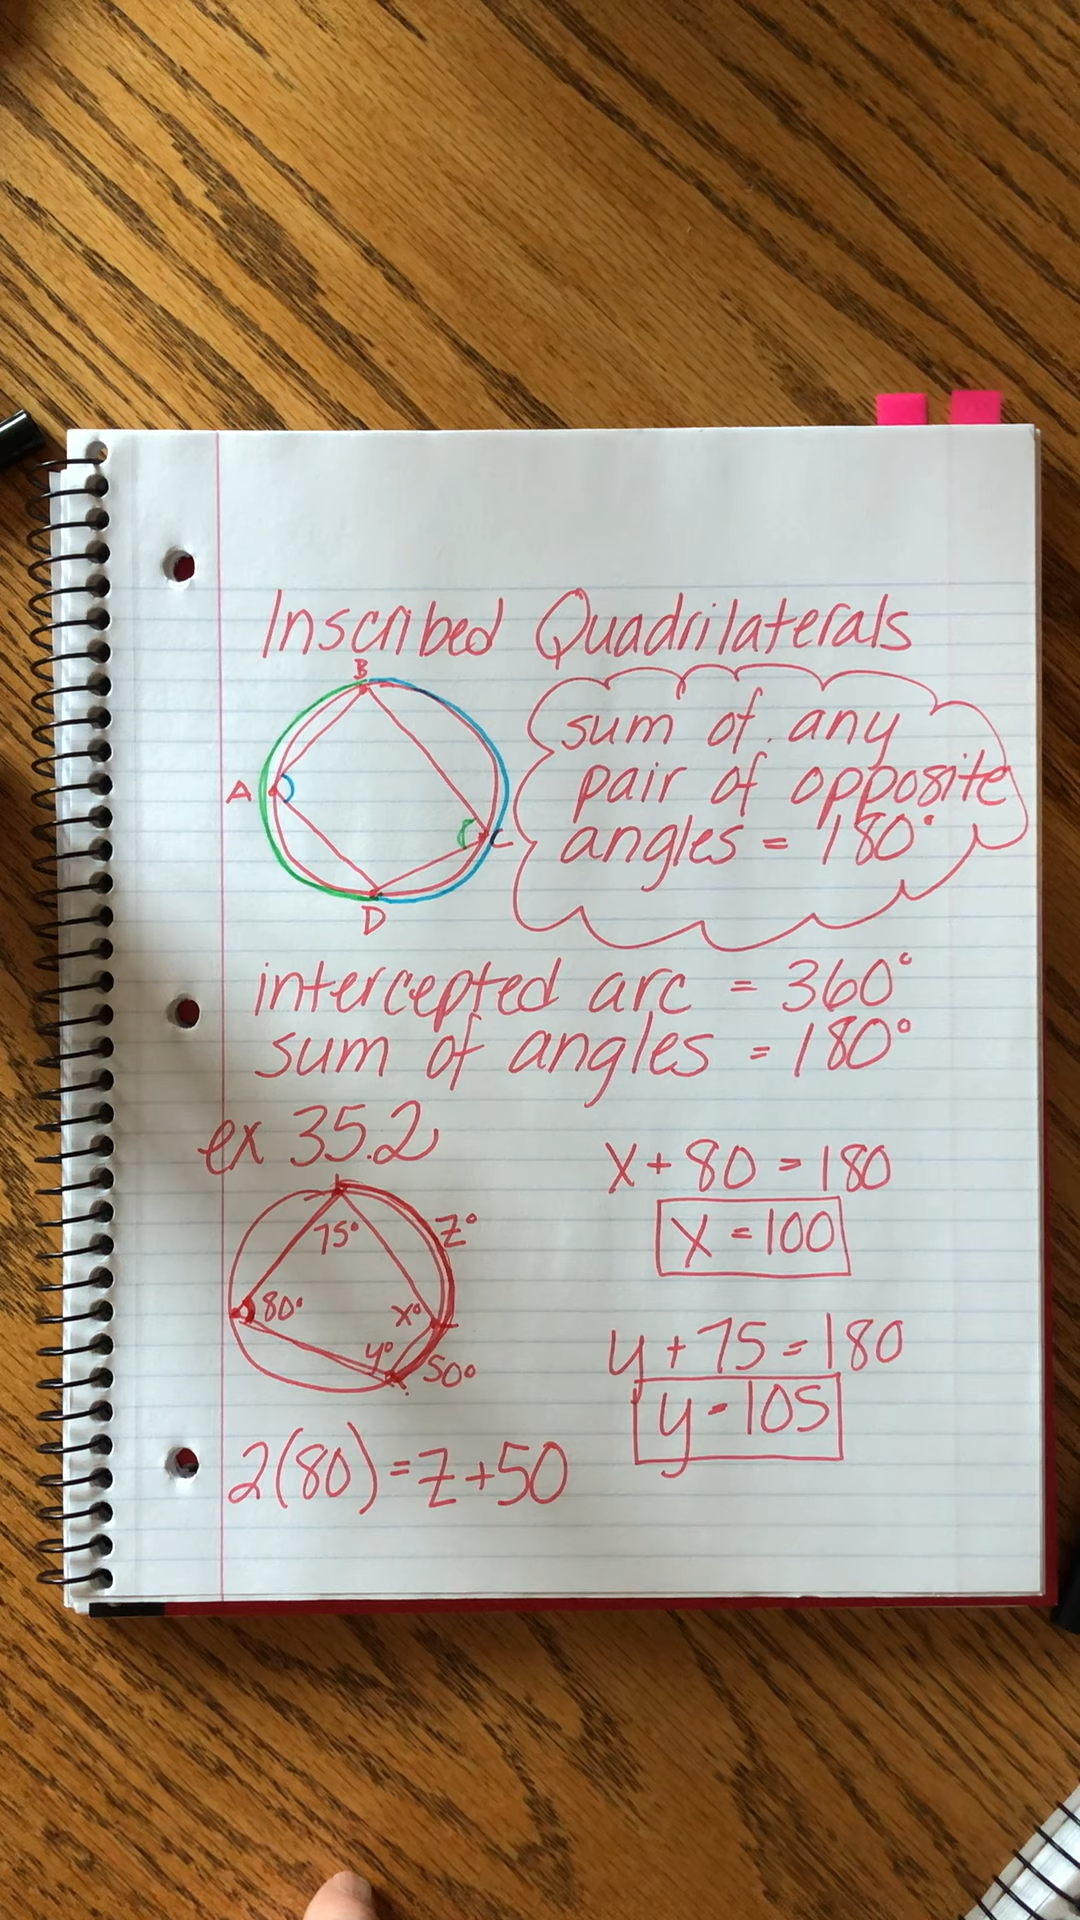 Inscribed Quadrilaterals
B
A
C
D
sum of any
pair of opposite
angles = 180°
intercepted arc = 360°
sum of angles = 180°
ex 35.2
75°
z°
80°
x°
y°
50°
x + 80 = 180
x = 100
y + 75 = 180
y = 105
2(80) = z + 50